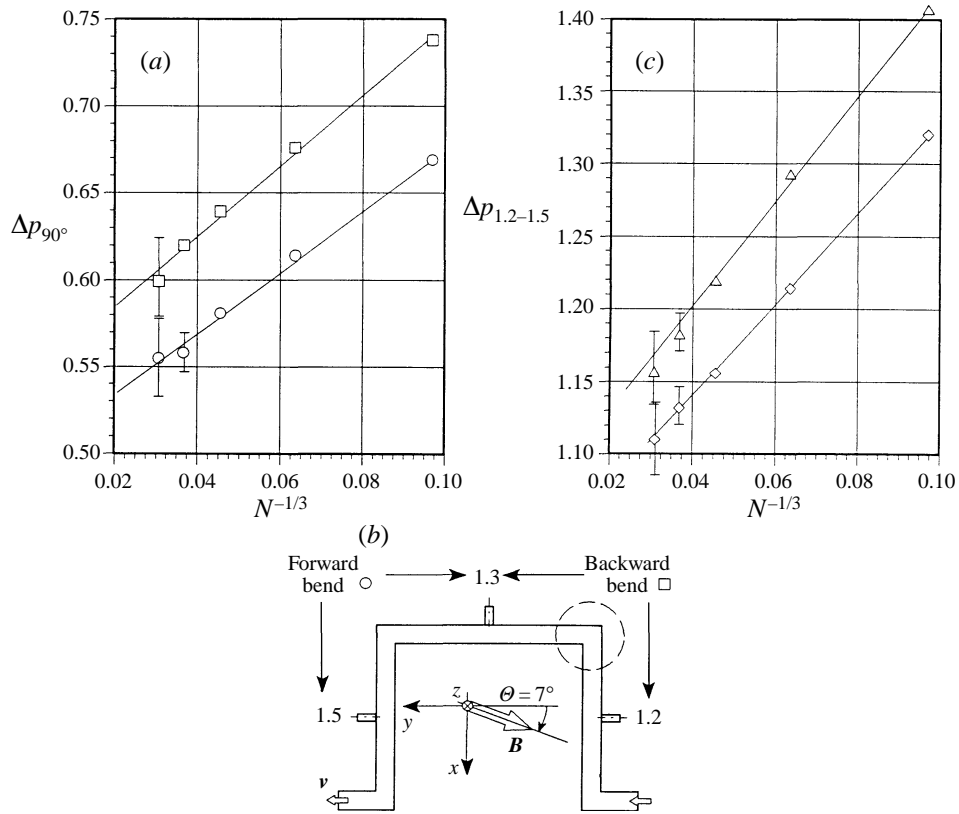 0.75
0.70
0.65
Δp90°
0.60
0.55
0.50
(a)
0.02 0.04 0.06 0.08 0.10
N−1/3
1.40
1.35
1.30
Δp1.2–1.5
1.25
1.20
1.15
1.10
(c)
0.02 0.04 0.06 0.08 0.10
N−1/3
(b)
Forward
bend
1.3
Backward
bend
z
Θ = 7°
1.5
y
B
1.2
x
v